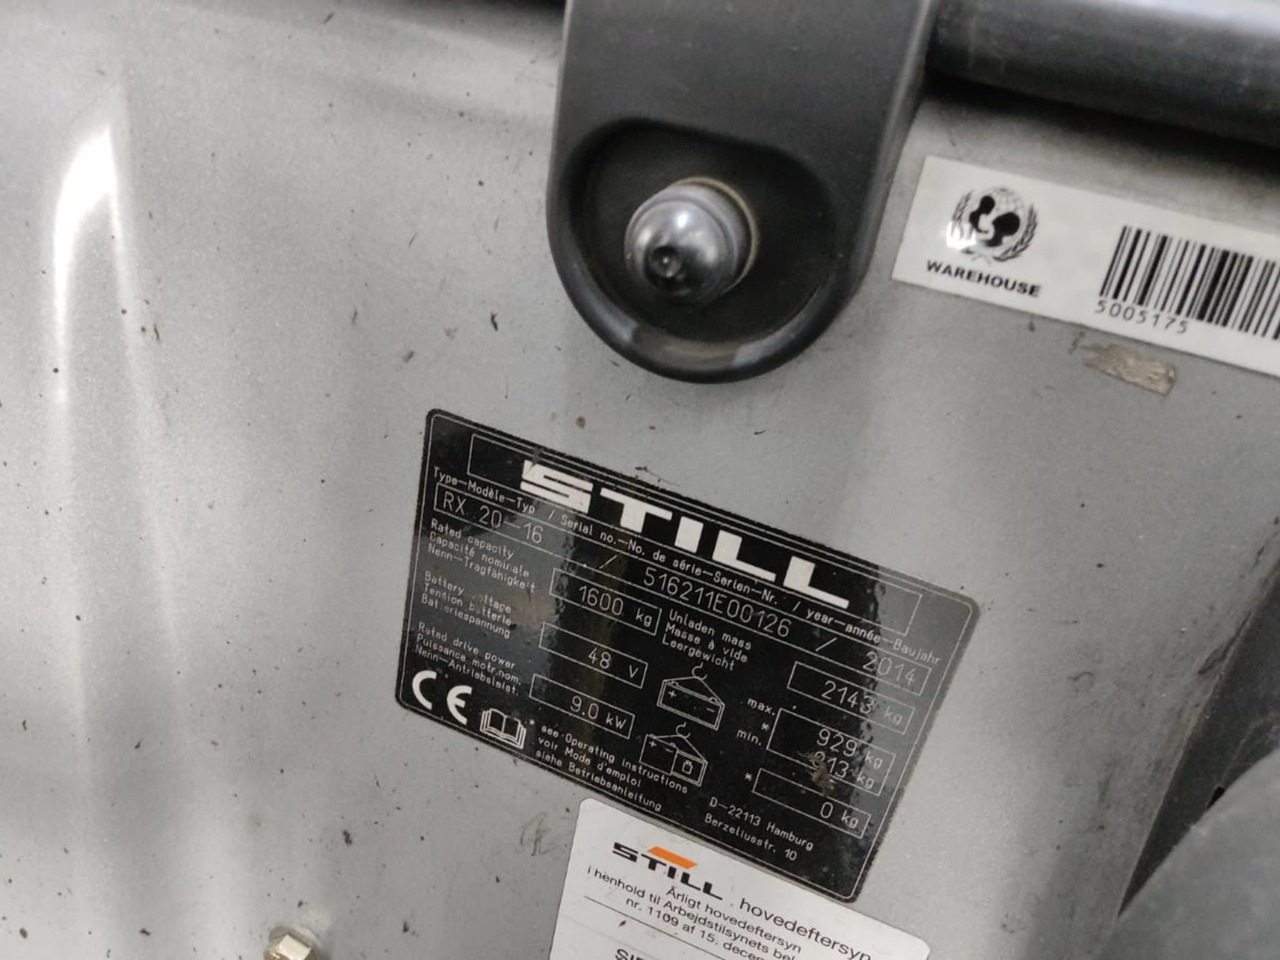 WAREHOUSE
5005175
STILL
Type-Modèle-Typ / Serial no.-No. de série-Serien-Nr. / year-année-Baujahr
RX 20-16 / 516211E00126 / 2014
Rated capacity
Capacité nominale
Nenn-Tragfähigkeit
1600 kg
Unladen mass
Masse à vide
Leergewicht
2143 kg
Battery voltage
Tension batterie
Batteriespannung
48 V
max. 929 kg
* min. 813 kg
Rated drive power
Puissance motr.nom.
Nenn-Antriebsleist.
9.0 kW
* 0 kg
CE
* see Operating instructions
voir Mode d'emploi
siehe Betriebsanleitung
D-22113 Hamburg
Berzeliusstr. 10
STILL . hovedeftersyn
Årligt hovedeftersyn
i henhold til Arbejdstilsynets bek
nr. 1109 af 15. decem